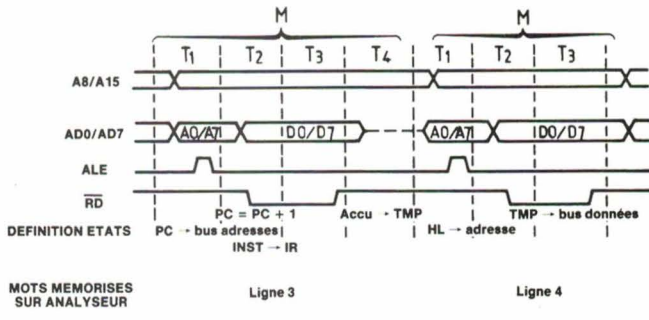 M M
T1 T2 T3 T4 T1 T2 T3
A8/A15
AD0/AD7 A0/A7 D0/D7 A0/A7 D0/D7
ALE
RD
PC = PC + 1 Accu → TMP TMP → bus données
DEFINITION ETATS PC → bus adresses HL → adresse
INST → IR
MOTS MEMORISES
SUR ANALYSEUR Ligne 3 Ligne 4